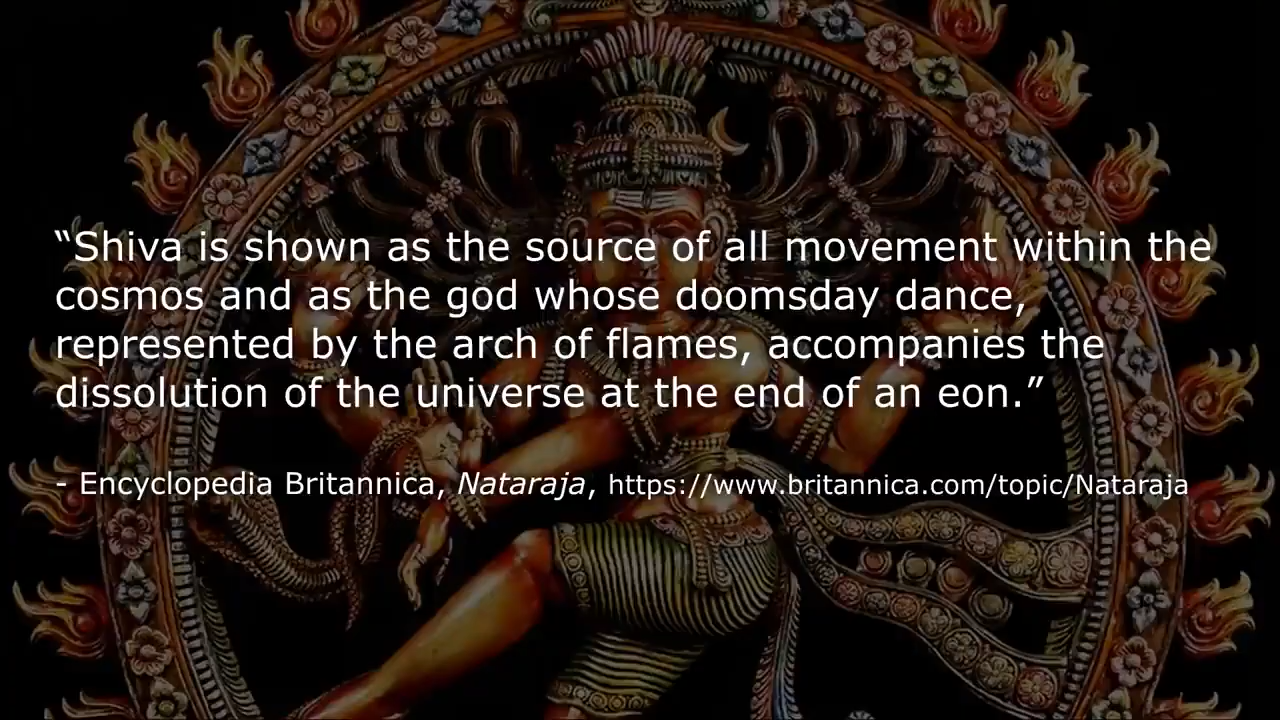 “Shiva is shown as the source of all movement within the
cosmos and as the god whose doomsday dance,
represented by the arch of flames, accompanies the
dissolution of the universe at the end of an eon.”
- Encyclopedia Britannica, Nataraja, https://www.britannica.com/topic/Nataraja